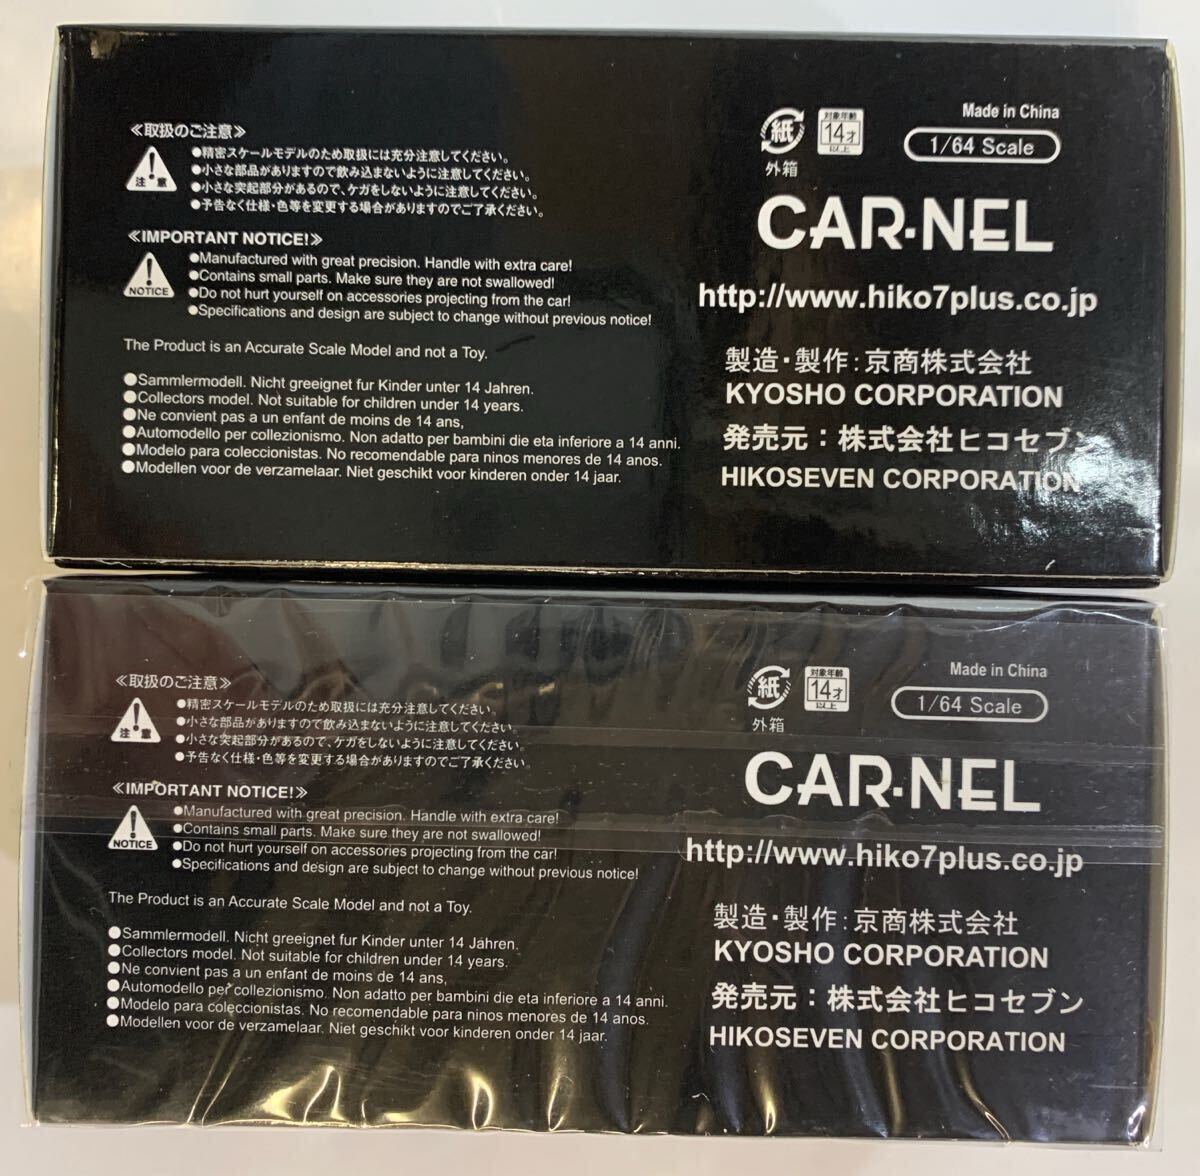 ≪取扱のご注意≫
注意
●精密スケールモデルのため取扱には充分注意してください。
●小さな部品がありますので飲み込まないように注意してください。
●小さな突起部分があるので、ケガをしないように注意してください。
●予告なく仕様・色等を変更する場合がありますのでご了承ください。
≪IMPORTANT NOTICE!≫
NOTICE
●Manufactured with great precision. Handle with extra care!
●Contains small parts. Make sure they are not swallowed!
●Do not hurt yourself on accessories projecting from the car!
●Specifications and design are subject to change without previous notice!
The Product is an Accurate Scale Model and not a Toy.
●Sammlermodell. Nicht greeignet fur Kinder unter 14 Jahren.
●Collectors model. Not suitable for children under 14 years.
●Ne convient pas a un enfant de moins de 14 ans,
●Automodello per collezionismo. Non adatto per bambini die eta inferiore a 14 anni.
●Modelo para coleccionistas. No recomendable para ninos menores de 14 anos.
●Modellen voor de verzamelaar. Niet geschikt voor kinderen onder 14 jaar.
紙
外箱
対象年齢
14才
以上
Made in China
1/64 Scale
CAR-NEL
http://www.hiko7plus.co.jp
製造・製作：京商株式会社
KYOSHO CORPORATION
発売元：株式会社ヒコセブン
HIKOSEVEN CORPORATION
≪取扱のご注意≫
注意
●精密スケールモデルのため取扱には充分注意してください。
●小さな部品がありますので飲み込まないように注意してください。
●小さな突起部分があるので、ケガをしないように注意してください。
●予告なく仕様・色等を変更する場合がありますのでご了承ください。
≪IMPORTANT NOTICE!≫
NOTICE
●Manufactured with great precision. Handle with extra care!
●Contains small parts. Make sure they are not swallowed!
●Do not hurt yourself on accessories projecting from the car!
●Specifications and design are subject to change without previous notice!
The Product is an Accurate Scale Model and not a Toy.
●Sammlermodell. Nicht greeignet fur Kinder unter 14 Jahren.
●Collectors model. Not suitable for children under 14 years.
●Ne convient pas a un enfant de moins de 14 ans,
●Automodello per collezionismo. Non adatto per bambini die eta inferiore a 14 anni.
●Modelo para coleccionistas. No recomendable para ninos menores de 14 anos.
●Modellen voor de verzamelaar. Niet geschikt voor kinderen onder 14 jaar.
紙
外箱
対象年齢
14才
以上
Made in China
1/64 Scale
CAR-NEL
http://www.hiko7plus.co.jp
製造・製作：京商株式会社
KYOSHO CORPORATION
発売元：株式会社ヒコセブン
HIKOSEVEN CORPORATION